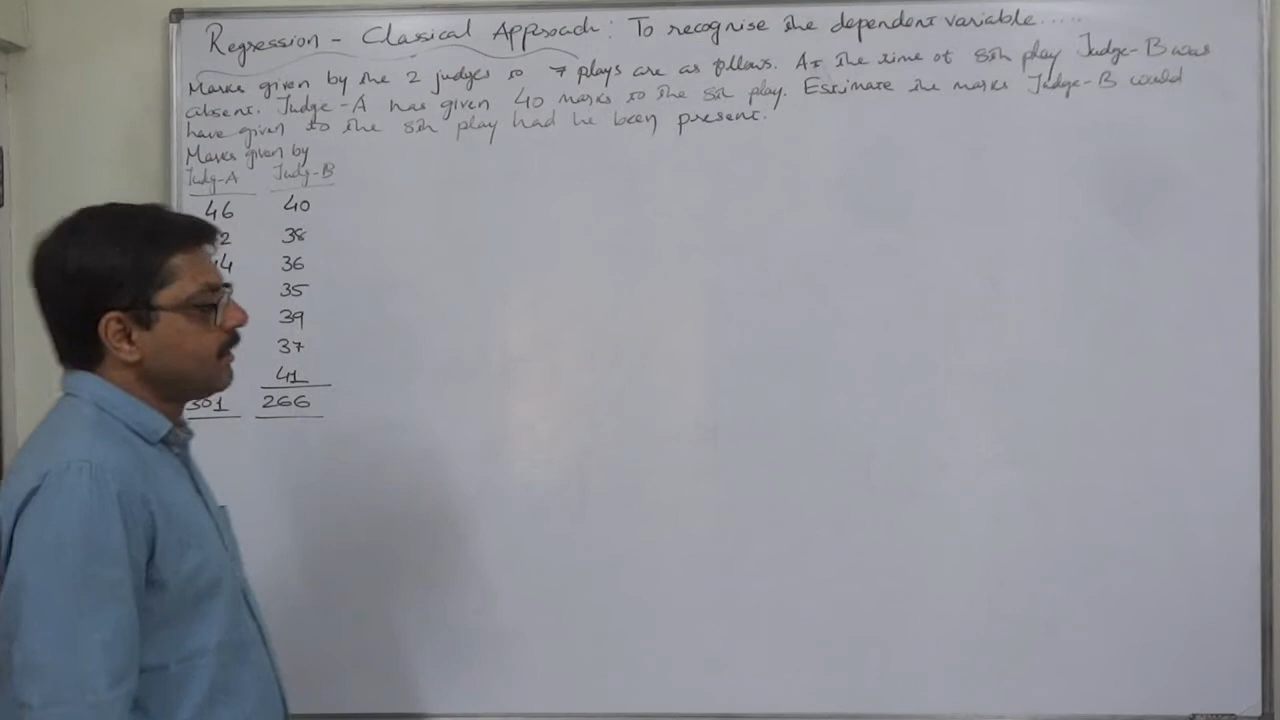 Regression - Classical Approach: To recognise the dependent variable.....
Marks given by the 2 judges to 7 plays are as follows. At the time of 8th play Judge-B was
absent. Judge-A has given 40 marks to the 8th play. Estimate the marks Judge-B would
have given to the 8th play had he been present.
Marks given by
Judg-A Judg-B
46 40
2 38
44 36
35
39
37
41
301 266